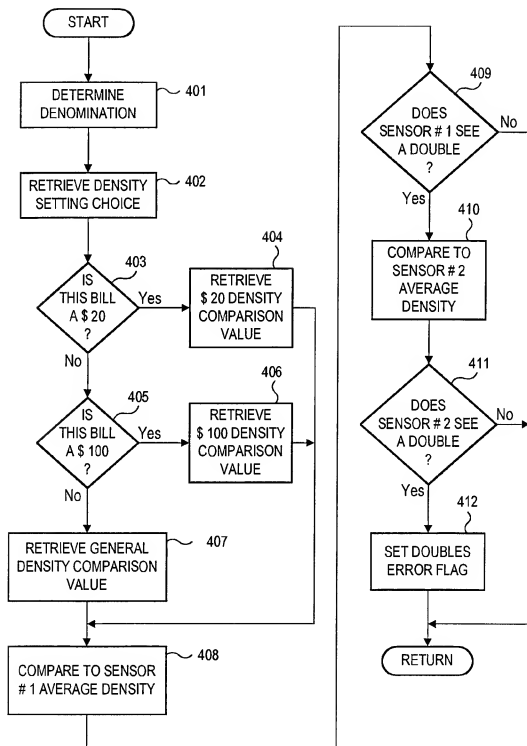 START
DETERMINE
DENOMINATION
401
RETRIEVE DENSITY
SETTING CHOICE
402
403
IS
THIS BILL
A $ 20
?
Yes
No
404
RETRIEVE
$ 20 DENSITY
COMPARISON
VALUE
405
IS
THIS BILL
A $ 100
?
Yes
No
406
RETRIEVE
$ 100 DENSITY
COMPARISON
VALUE
RETRIEVE GENERAL
DENSITY COMPARISON
VALUE
407
408
COMPARE TO SENSOR
# 1 AVERAGE DENSITY
409
DOES
SENSOR # 1 SEE
A DOUBLE
?
No
Yes
410
COMPARE TO
SENSOR # 2
AVERAGE
DENSITY
411
DOES
SENSOR # 2 SEE
A DOUBLE
?
No
Yes
412
SET DOUBLES
ERROR FLAG
RETURN